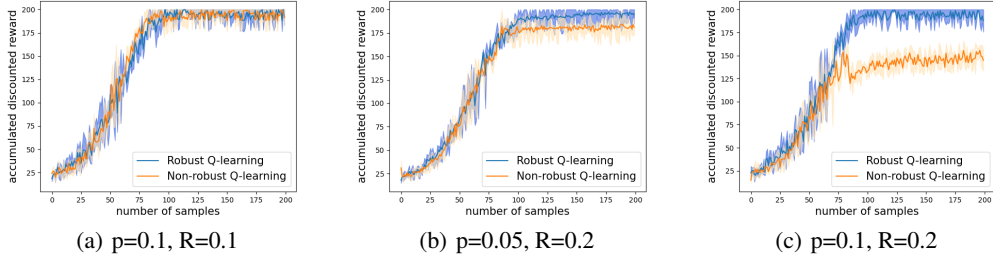 accumulated discounted reward
200
175
150
125
100
75
50
25
Robust Q-learning
Non-robust Q-learning
0 25 50 75 100 125 150 175 200
number of samples
(a) p=0.1, R=0.1
accumulated discounted reward
200
175
150
125
100
75
50
25
Robust Q-learning
Non-robust Q-learning
0 25 50 75 100 125 150 175 200
number of samples
(b) p=0.05, R=0.2
accumulated discounted reward
200
175
150
125
100
75
50
25
Robust Q-learning
Non-robust Q-learning
0 25 50 75 100 125 150 175 200
number of samples
(c) p=0.1, R=0.2